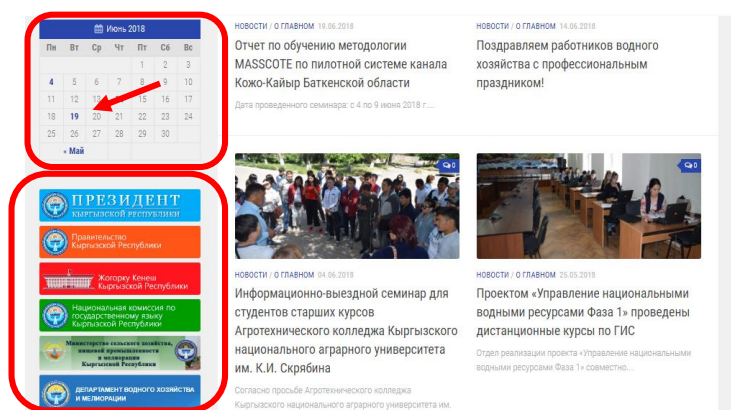 Июнь 2018
Пн Вт Ср Чт Пт Сб Вс
1 2 3
4 5 6 7 8 9 10
11 12 13 15 16 17
18 19 20 21 22 23 24
25 26 27 28 29 30
« Май
ПРЕЗИДЕНТ
КЫРГЫЗСКОЙ РЕСПУБЛИКИ
Правительство
Кыргызской Республики
Жогорку Кенеш
Кыргызской Республики
Национальная комиссия по
государственному языку
Кыргызской Республики
Министерство сельского хозяйства,
пищевой промышленности
и мелиорации
Кыргызской Республики
ДЕПАРТАМЕНТ ВОДНОГО ХОЗЯЙСТВА
И МЕЛИОРАЦИИ
НОВОСТИ / О ГЛАВНОМ 19.06.2018
Отчет по обучению методологии
MASSCOTE по пилотной системе канала
Кожо-Кайыр Баткенской области
Дата проведенного семинара: с 4 по 9 июня 2018 г....
НОВОСТИ / О ГЛАВНОМ 14.06.2018
Поздравляем работников водного
хозяйства с профессиональным
праздником!
0
НОВОСТИ / О ГЛАВНОМ 04.06.2018
Информационно-выездной семинар для
студентов старших курсов
Агротехнического колледжа Кыргызского
национального аграрного университета
им. К.И. Скрябина
Согласно просьбе Агротехнического колледжа
Кыргызского национального аграрного университета им.
0
НОВОСТИ / О ГЛАВНОМ 25.05.2018
Проектом «Управление национальными
водными ресурсами Фаза 1» проведены
дистанционные курсы по ГИС
Отдел реализации проекта «Управление национальными
водными ресурсами Фаза 1» совместно...